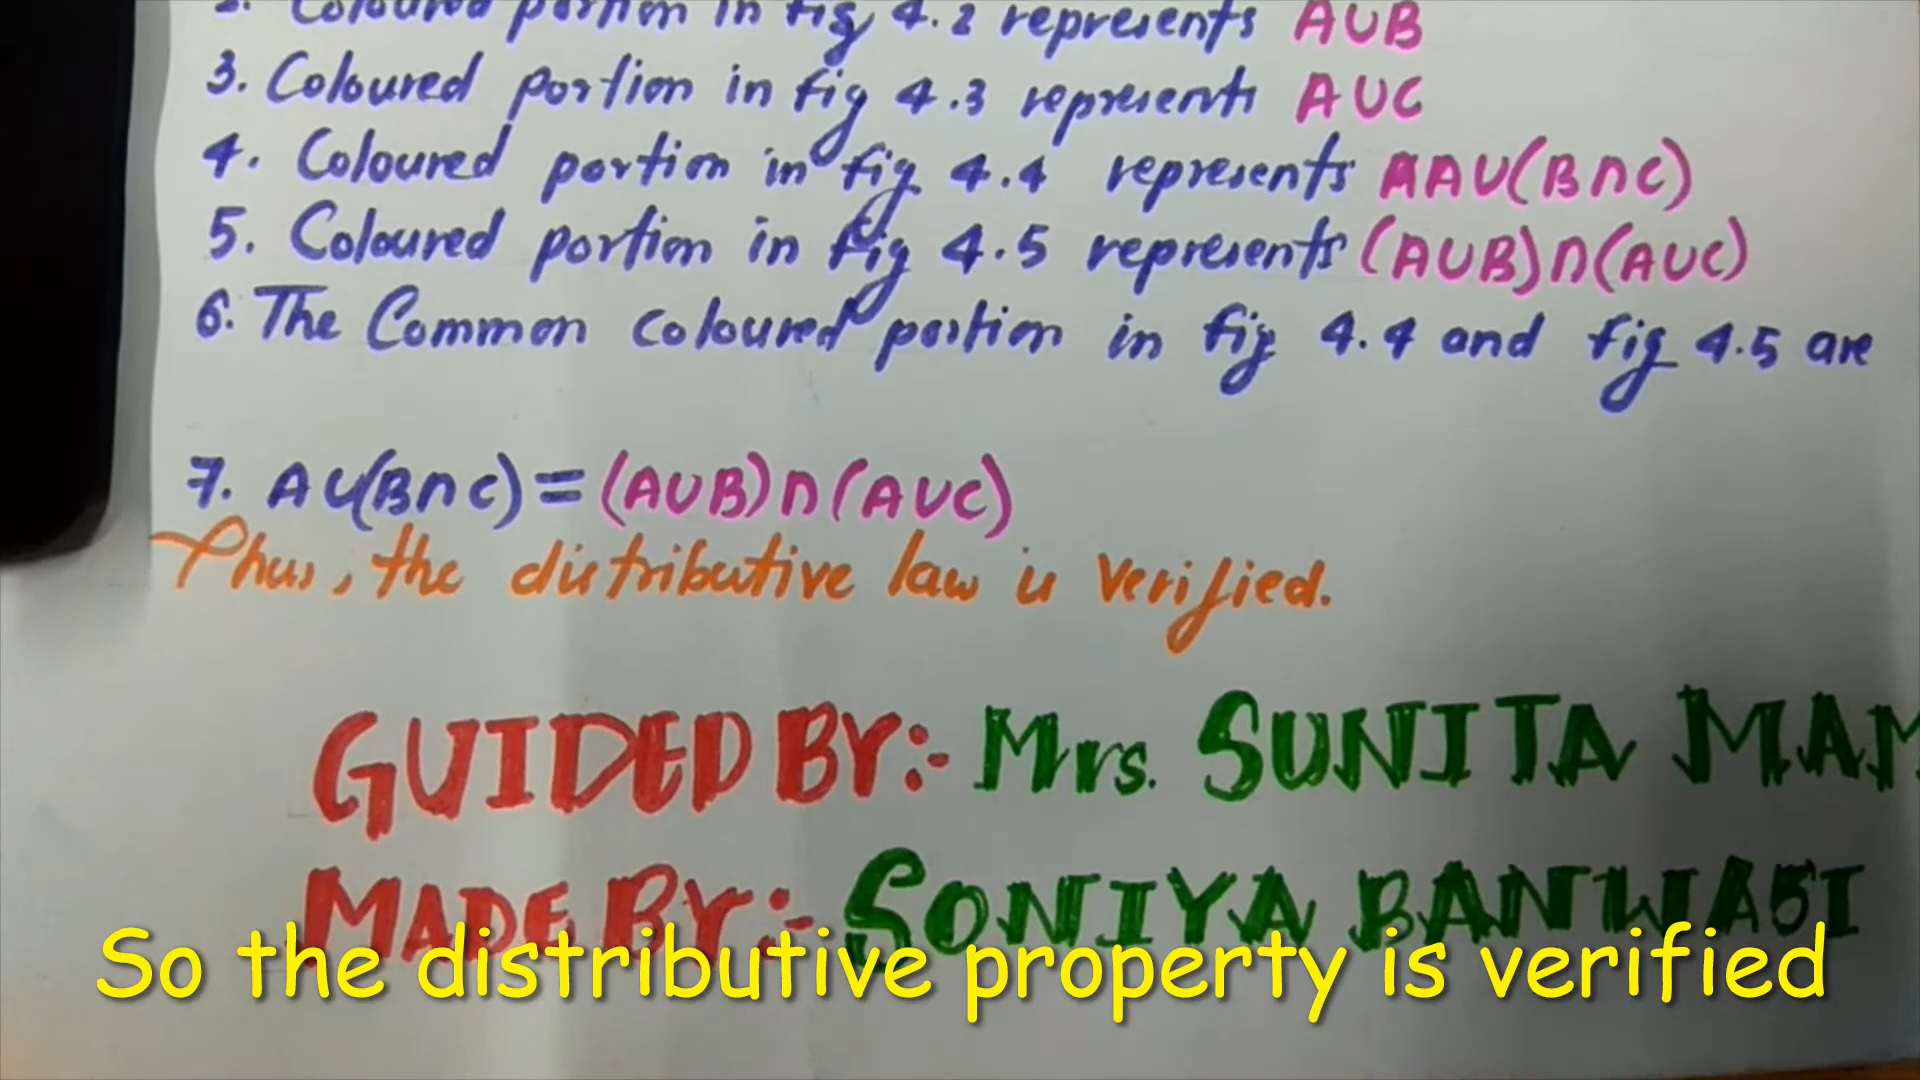 2. Coloured portion in fig 4.2 represents AUB
3. Coloured portion in fig 4.3 represents AUC
4. Coloured portion in fig 4.4 represents AAU(B∩C)
5. Coloured portion in fig 4.5 represents (AUB)∩(AUC)
6. The Common coloured portion in fig 4.4 and fig 4.5 are
7. AU(B∩C) = (AUB)∩(AUC)
Thus, the distributive law is verified.
GUIDED BY:- Mrs. SUNITA MAM
MADE BY:- SONIYA BANWASI
So the distributive property is verified